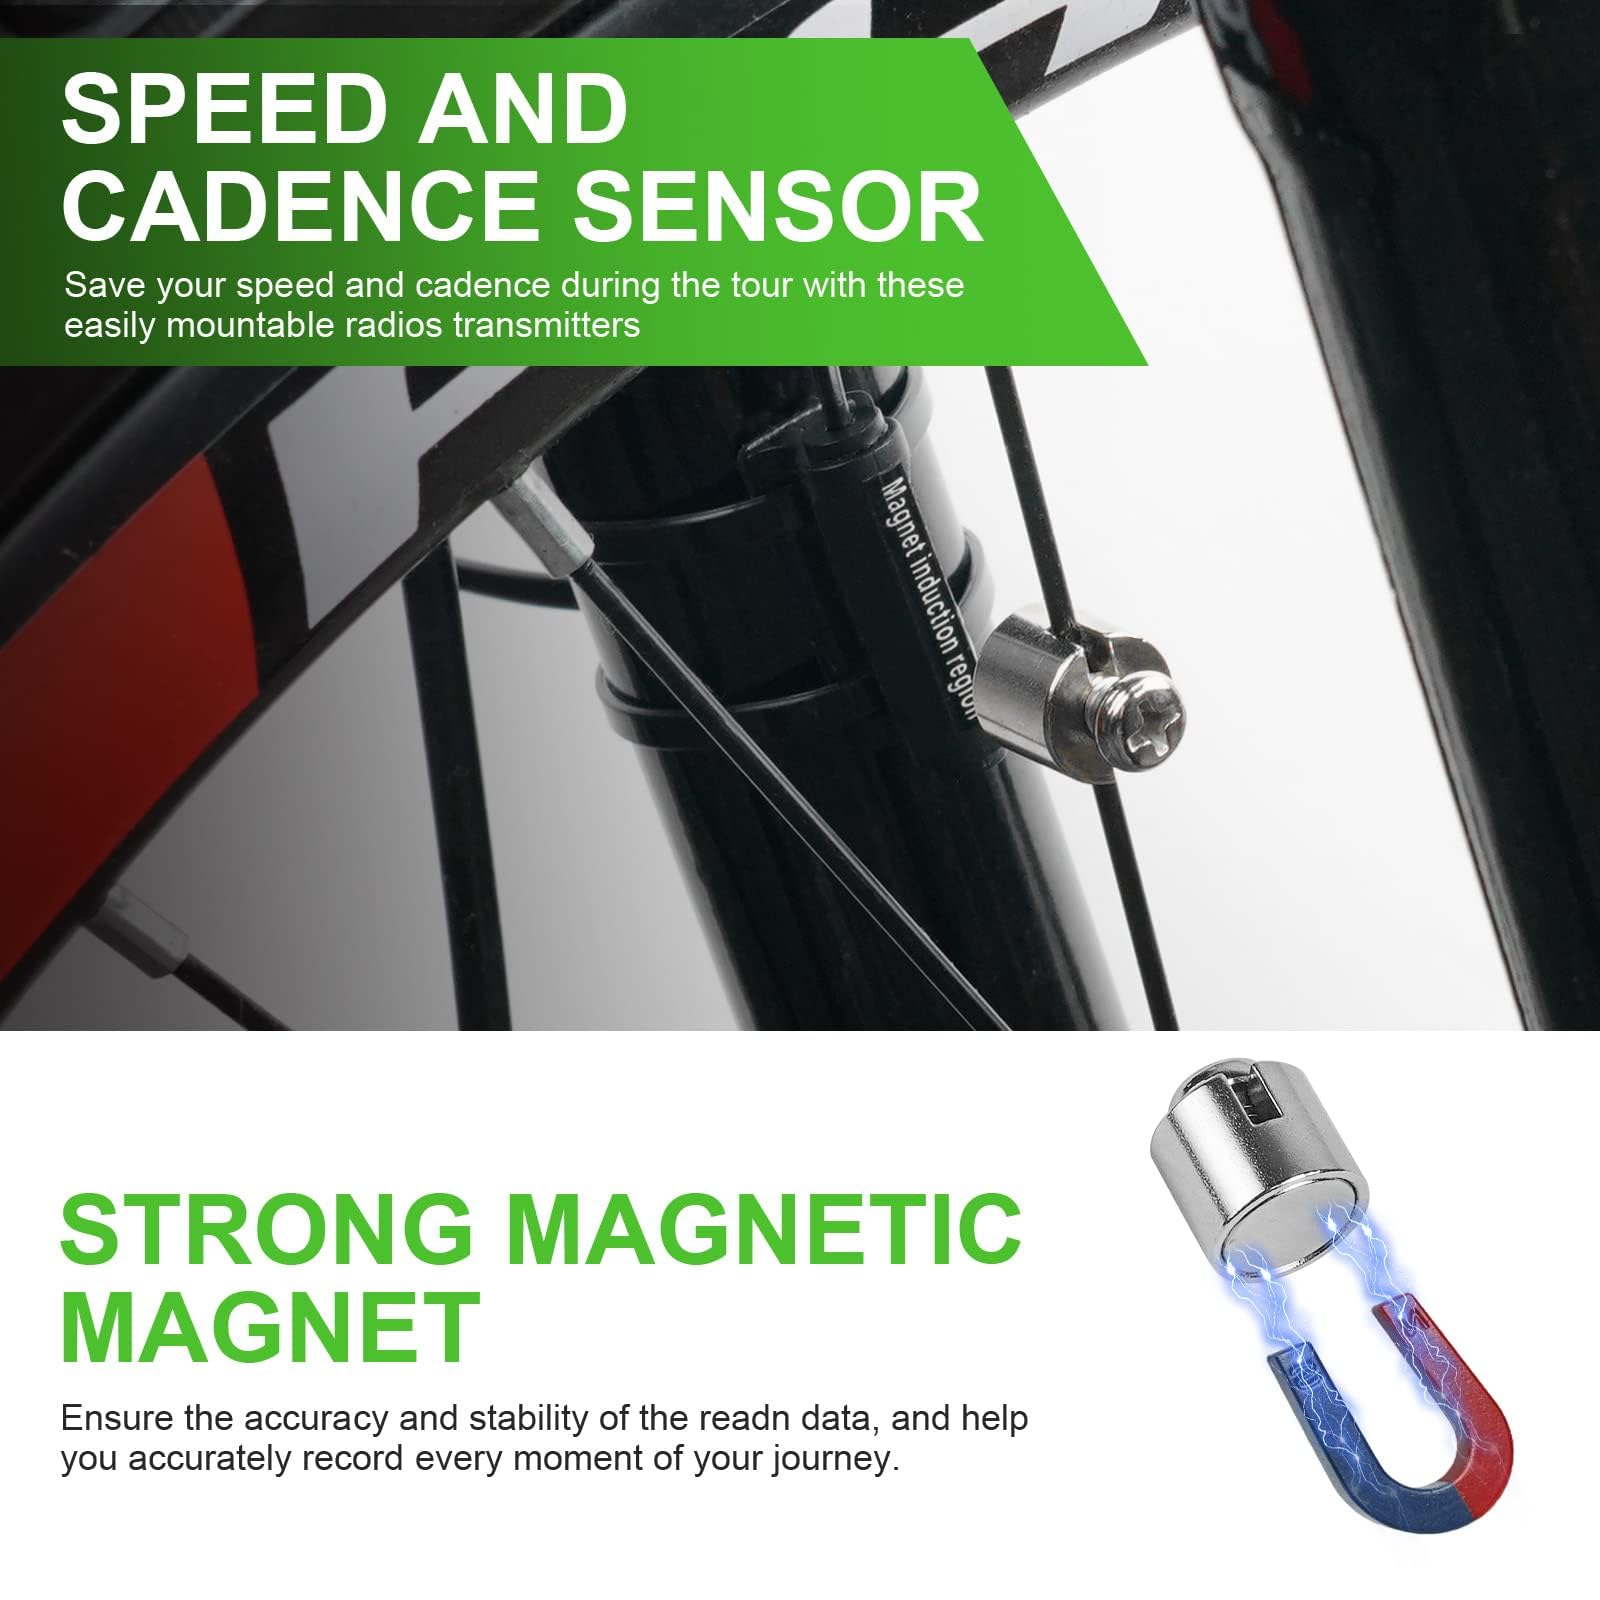 SPEED AND
CADENCE SENSOR
Save your speed and cadence during the tour with these
easily mountable radios transmitters
Magnet induction region
STRONG MAGNETIC
MAGNET
Ensure the accuracy and stability of the readn data, and help
you accurately record every moment of your journey.